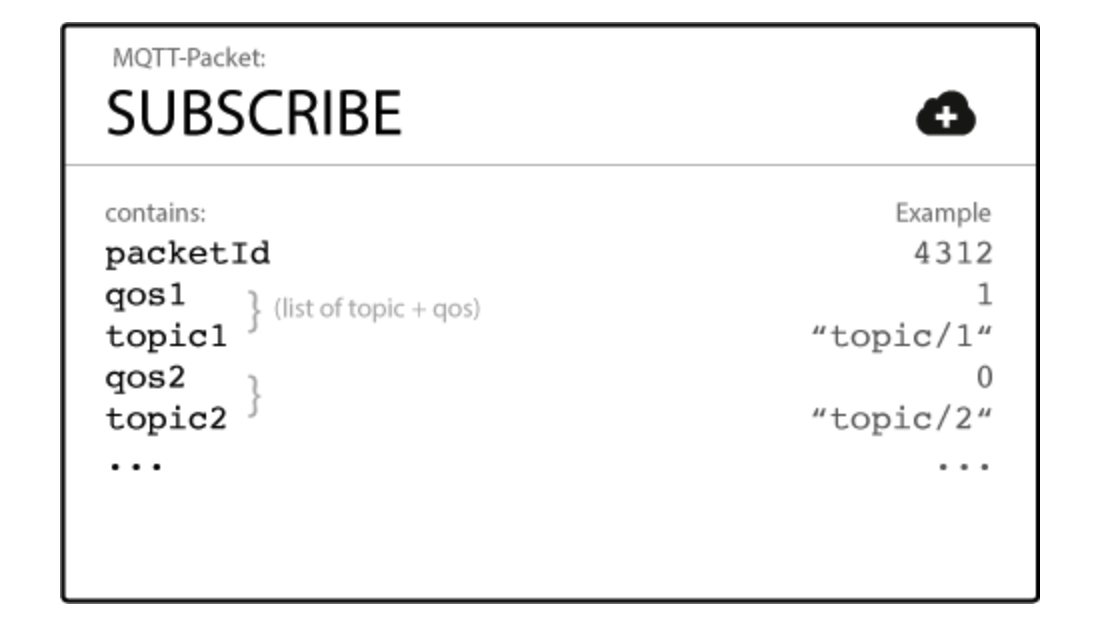 MQTT-Packet:
SUBSCRIBE
contains: Example
packetId 4312
qos1 1
(list of topic + qos)
topic1 “topic/1“
qos2 0
topic2 “topic/2“
... ...